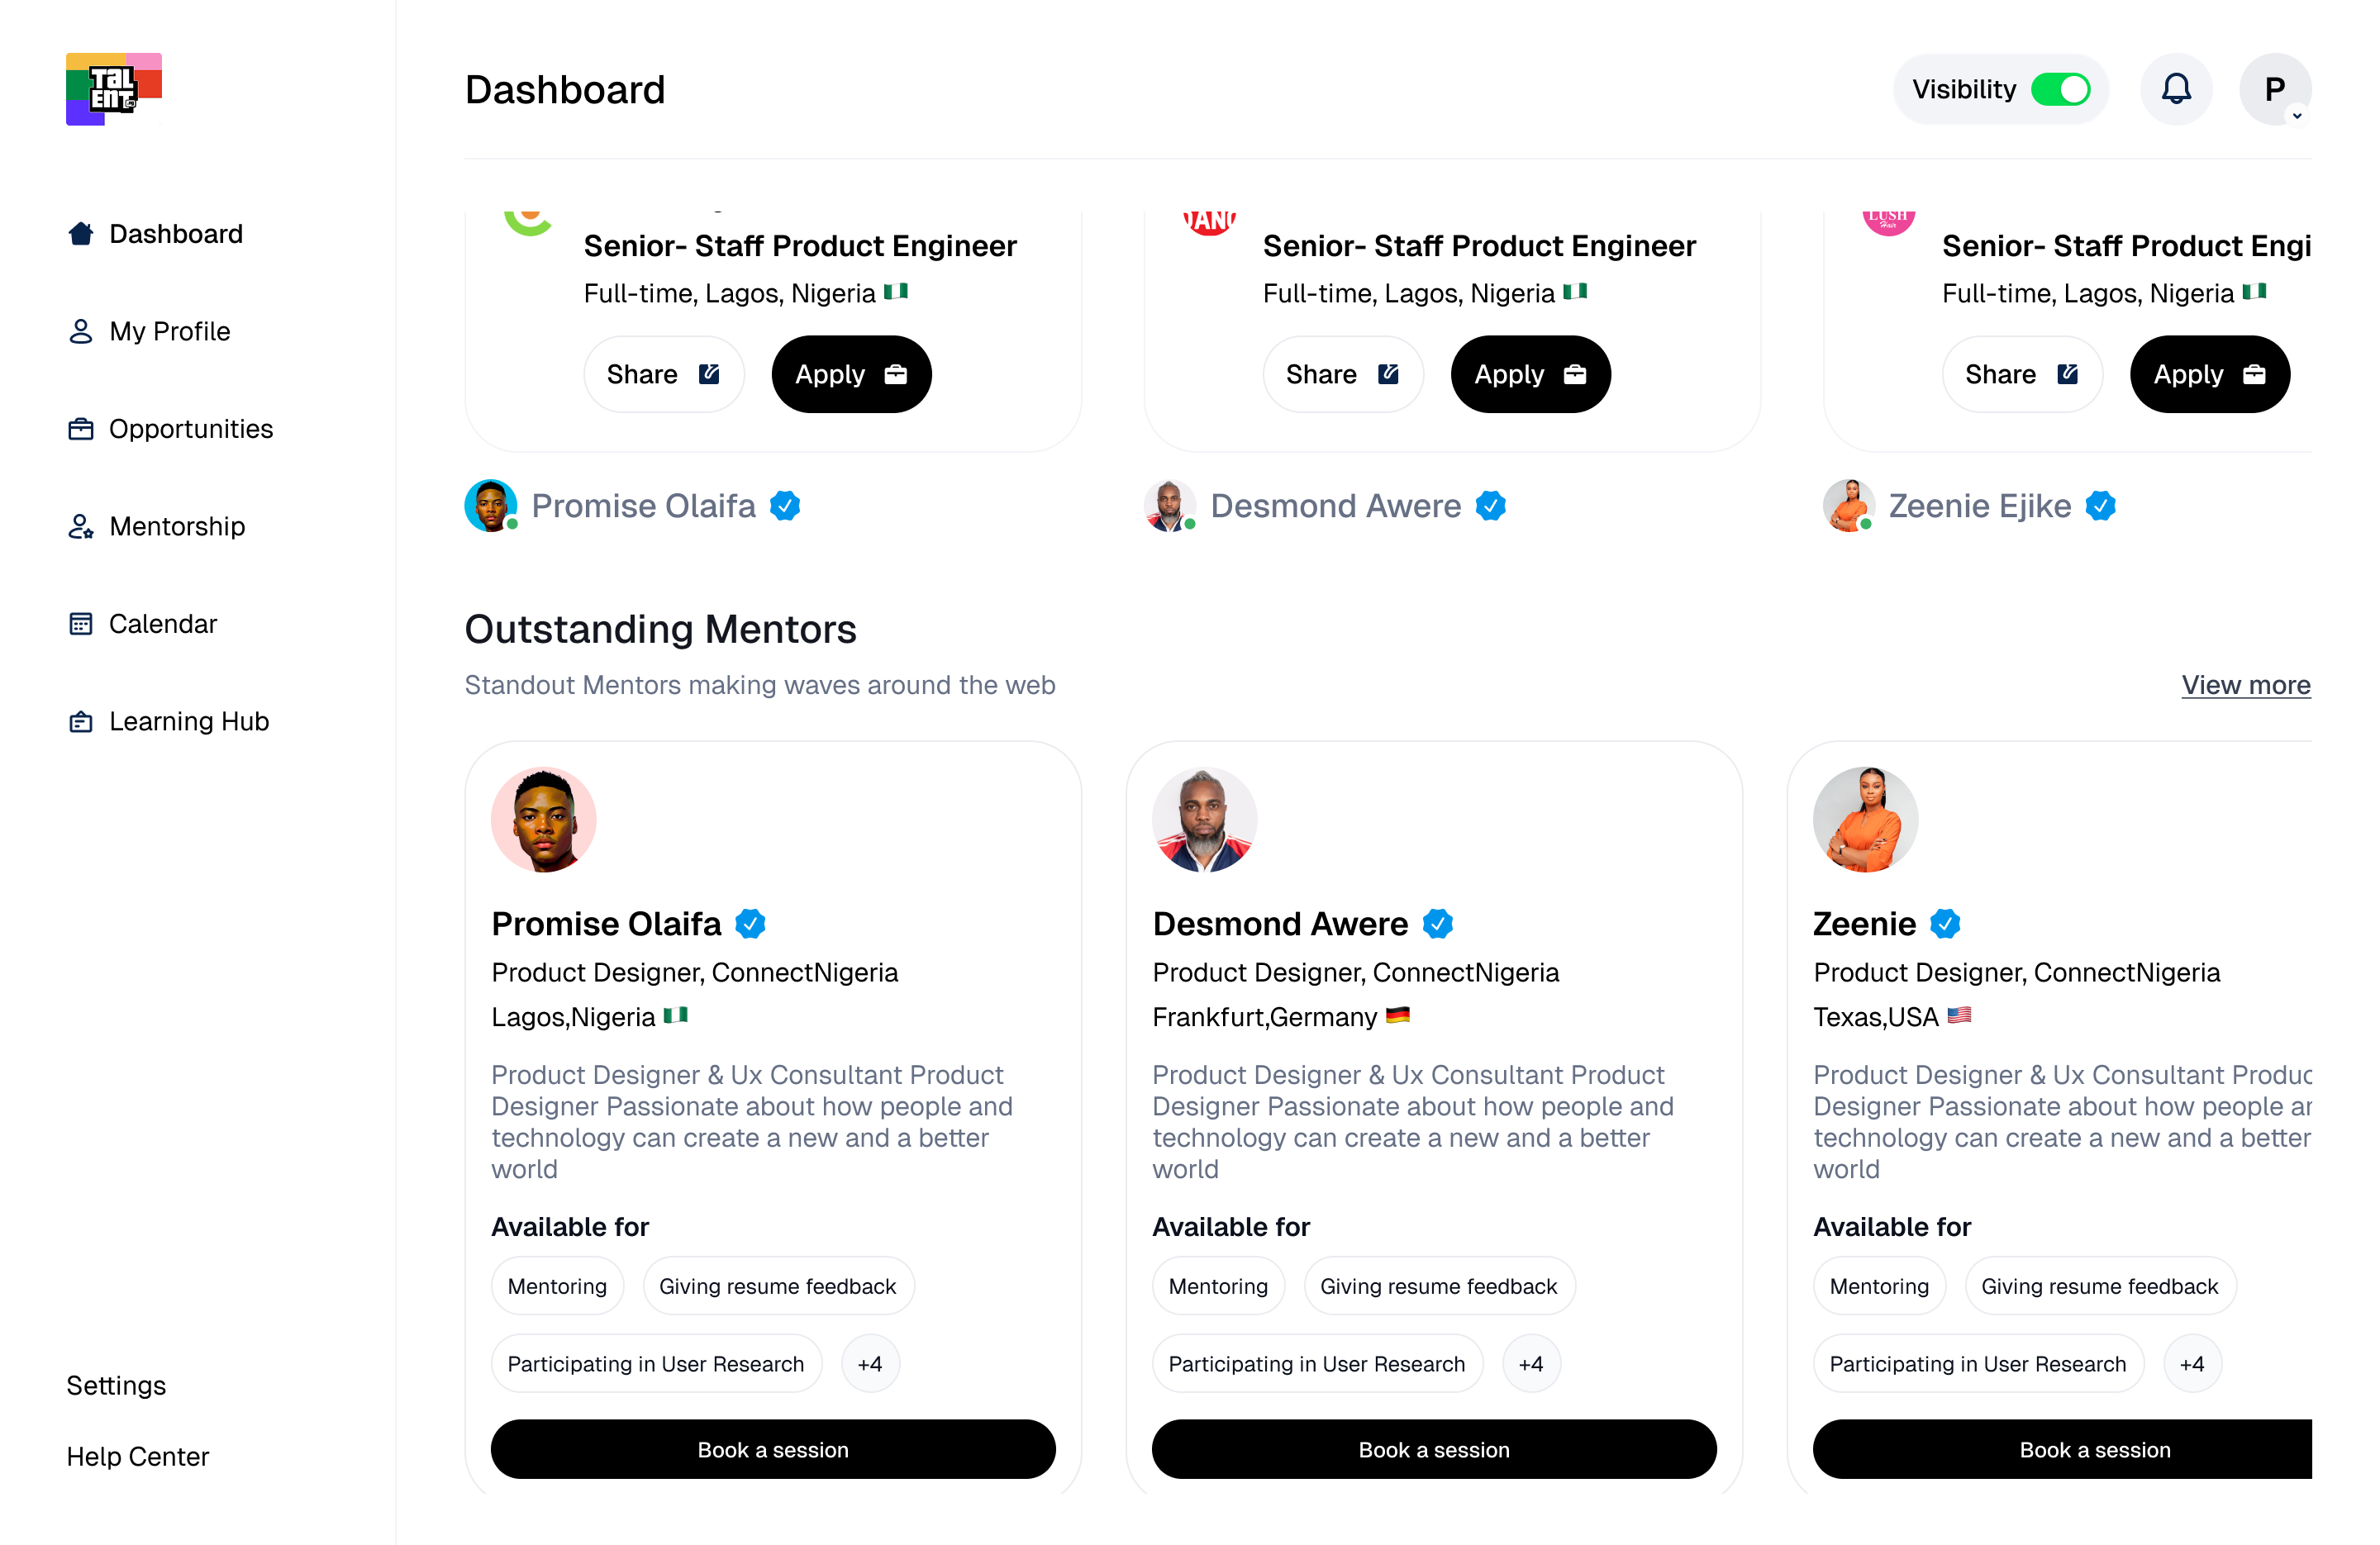 TaL
ENT
Dashboard
Visibility
P
Dashboard
My Profile
Opportunities
Mentorship
Calendar
Learning Hub
Settings
Help Center
Senior- Staff Product Engineer
Full-time, Lagos, Nigeria
Share
Apply
Promise Olaifa
LUSH
Hair
Senior- Staff Product Engineer
Full-time, Lagos, Nigeria
Share
Apply
Desmond Awere
Senior- Staff Product Engi
Full-time, Lagos, Nigeria
Share
Apply
Zeenie Ejike
Outstanding Mentors
Standout Mentors making waves around the web
View more
Promise Olaifa
Product Designer, ConnectNigeria
Lagos,Nigeria
Product Designer & Ux Consultant Product
Designer Passionate about how people and
technology can create a new and a better
world
Available for
Mentoring
Giving resume feedback
Participating in User Research
+4
Book a session
Desmond Awere
Product Designer, ConnectNigeria
Frankfurt,Germany
Product Designer & Ux Consultant Product
Designer Passionate about how people and
technology can create a new and a better
world
Available for
Mentoring
Giving resume feedback
Participating in User Research
+4
Book a session
Zeenie
Product Designer, ConnectNigeria
Texas,USA
Product Designer & Ux Consultant Produc
Designer Passionate about how people ar
technology can create a new and a better
world
Available for
Mentoring
Giving resume feedback
Participating in User Research
+4
Book a session